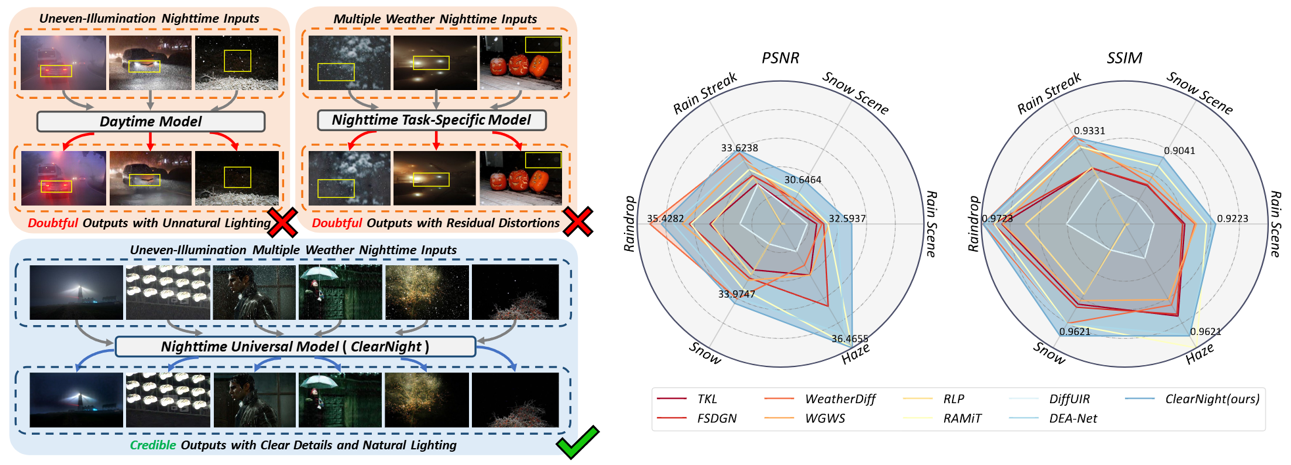 Uneven-Illumination Nighttime Inputs
Daytime Model
Doubtful Outputs with Unnatural Lighting
Multiple Weather Nighttime Inputs
Nighttime Task-Specific Model
Doubtful Outputs with Residual Distortions
Uneven-Illumination Multiple Weather Nighttime Inputs
Nighttime Universal Model ( ClearNight )
Credible Outputs with Clear Details and Natural Lighting
PSNR
Rain Streak
Snow Scene
33.6238
30.6464
Raindrop
35.4282
32.5937
Rain Scene
33.9747
36.4655
Snow
Haze
SSIM
Rain Streak
Snow Scene
0.9331
0.9041
Raindrop
0.9723
0.9223
Rain Scene
0.9621
0.9621
Snow
Haze
TKL
WeatherDiff
RLP
DiffUIR
ClearNight(ours)
FSDGN
WGWS
RAMiT
DEA-Net